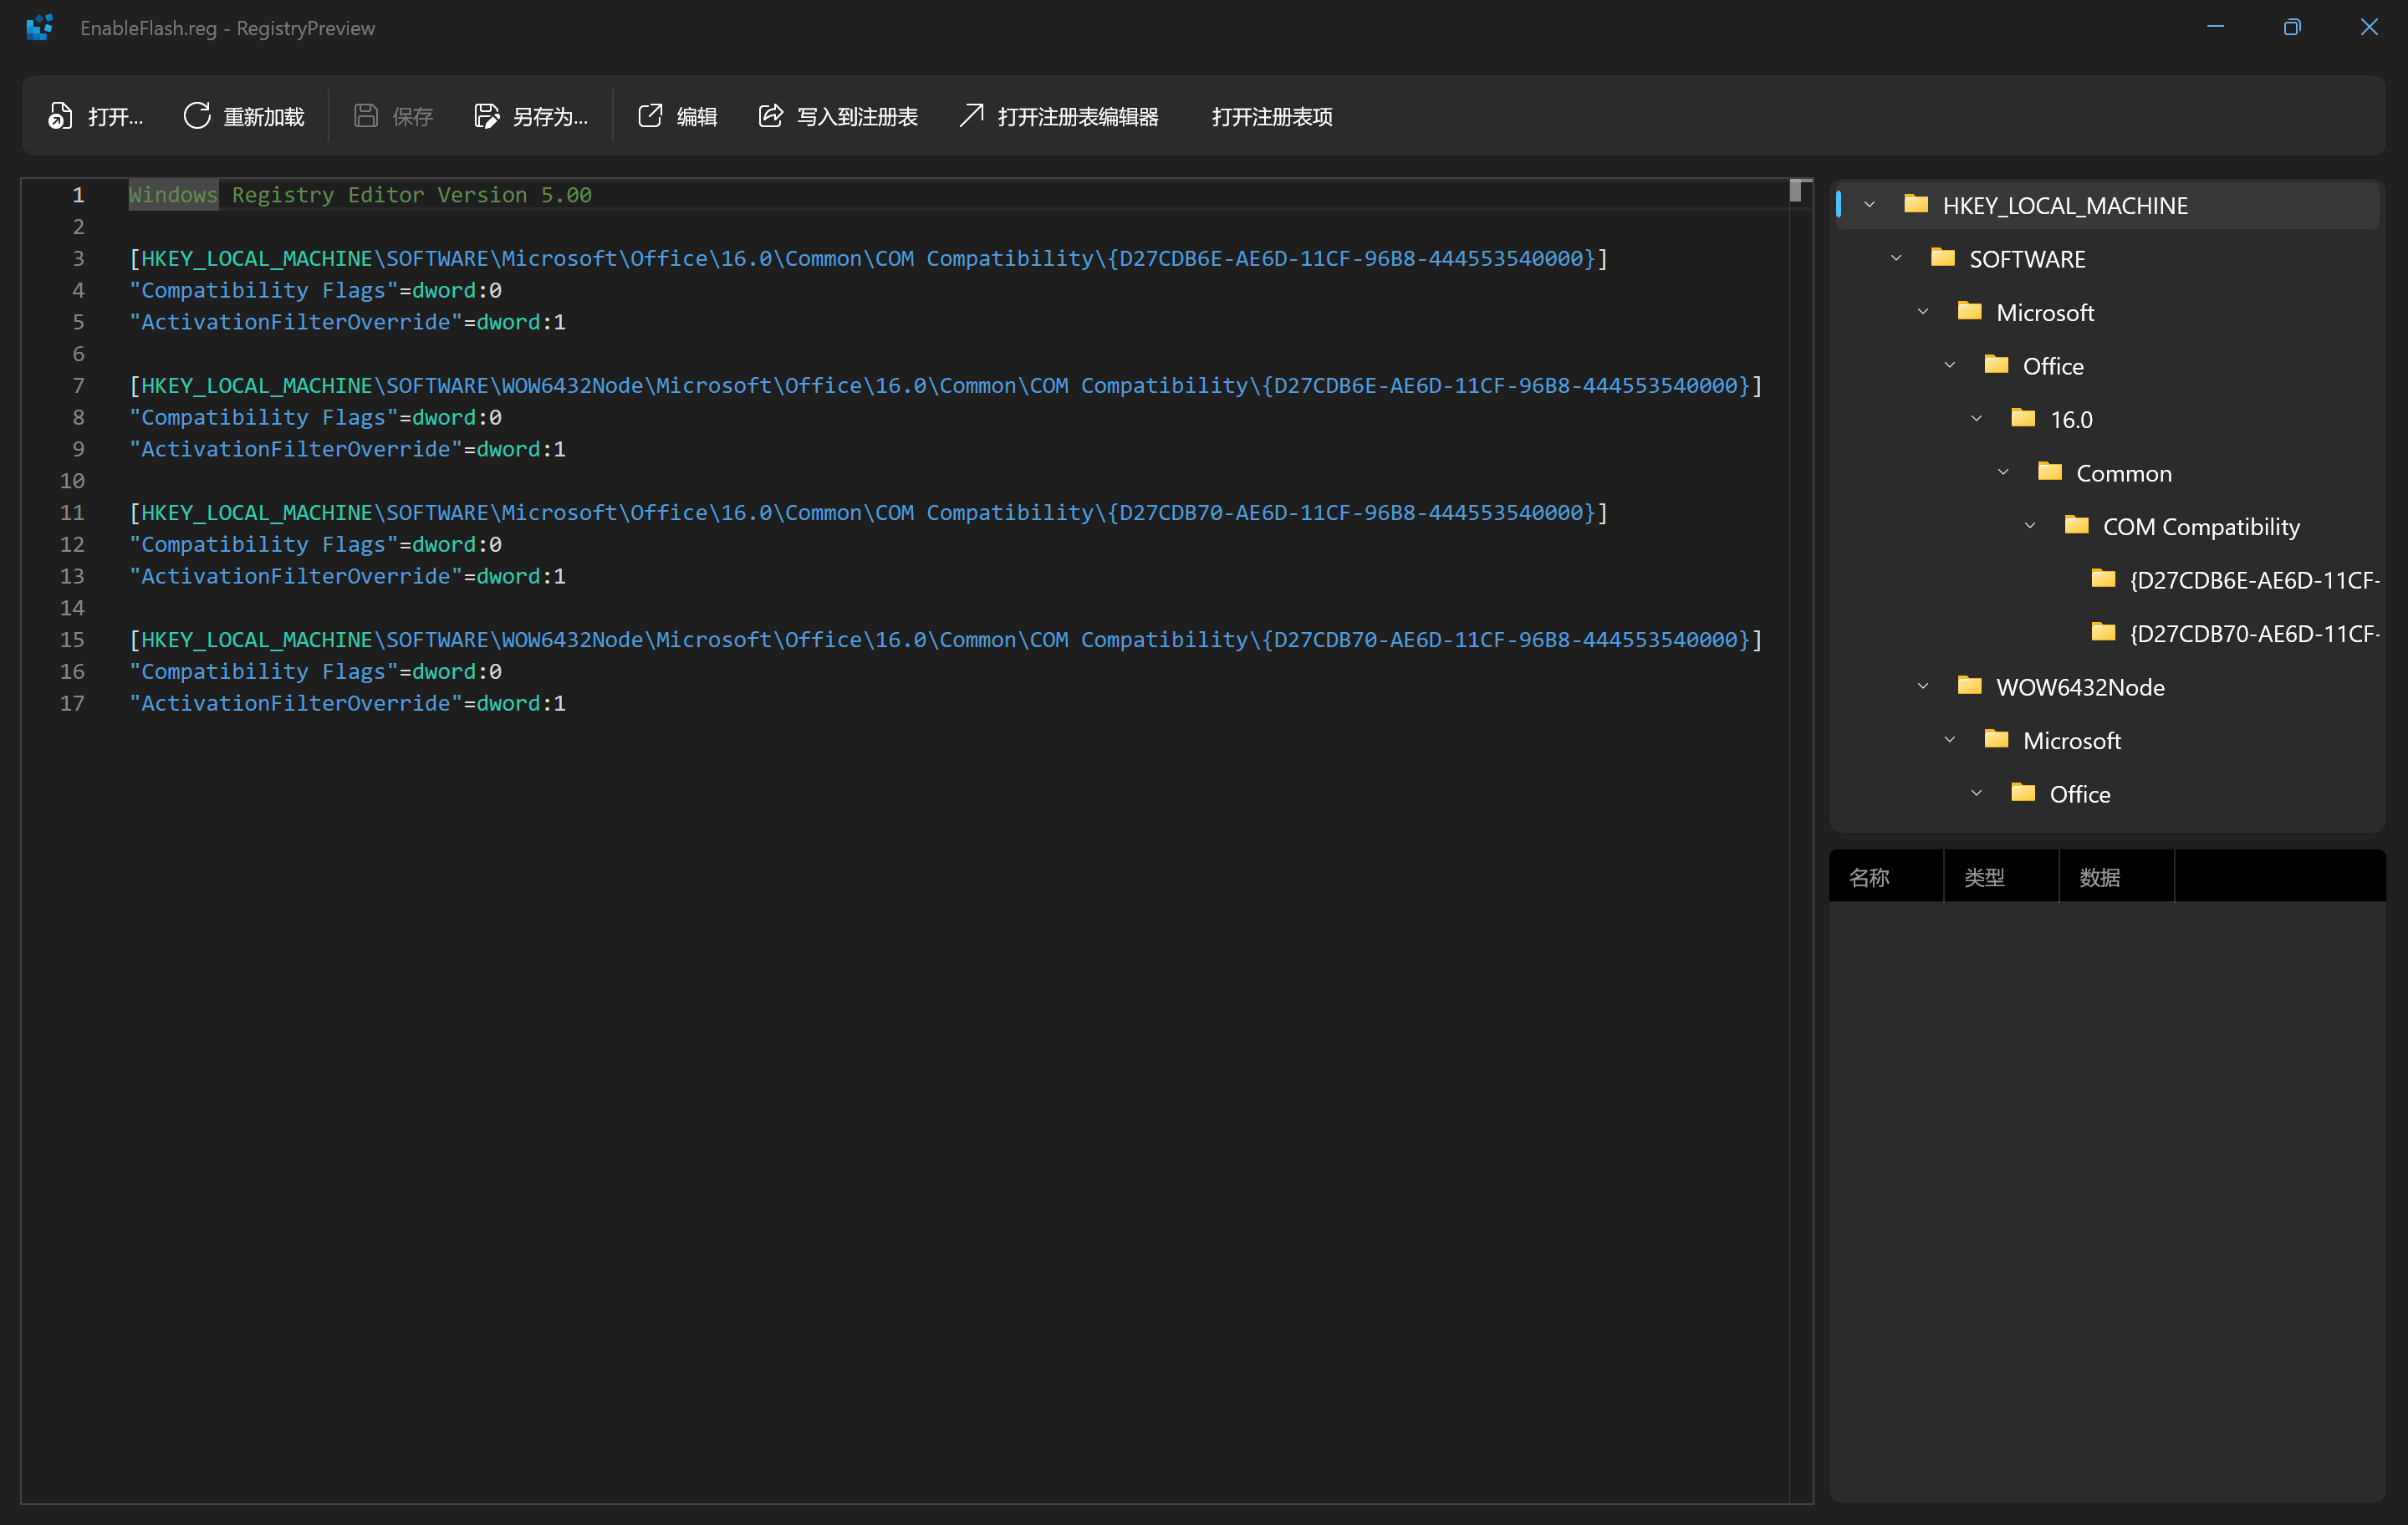 EnableFlash.reg - RegistryPreview
打开... 重新加载 保存 另存为... 编辑 写入到注册表 打开注册表编辑器 打开注册表项
1 Windows Registry Editor Version 5.00
2
3 [HKEY_LOCAL_MACHINE\SOFTWARE\Microsoft\Office\16.0\Common\COM Compatibility\{D27CDB6E-AE6D-11CF-96B8-444553540000}]
4 "Compatibility Flags"=dword:0
5 "ActivationFilterOverride"=dword:1
6
7 [HKEY_LOCAL_MACHINE\SOFTWARE\WOW6432Node\Microsoft\Office\16.0\Common\COM Compatibility\{D27CDB6E-AE6D-11CF-96B8-444553540000}]
8 "Compatibility Flags"=dword:0
9 "ActivationFilterOverride"=dword:1
10
11 [HKEY_LOCAL_MACHINE\SOFTWARE\Microsoft\Office\16.0\Common\COM Compatibility\{D27CDB70-AE6D-11CF-96B8-444553540000}]
12 "Compatibility Flags"=dword:0
13 "ActivationFilterOverride"=dword:1
14
15 [HKEY_LOCAL_MACHINE\SOFTWARE\WOW6432Node\Microsoft\Office\16.0\Common\COM Compatibility\{D27CDB70-AE6D-11CF-96B8-444553540000}]
16 "Compatibility Flags"=dword:0
17 "ActivationFilterOverride"=dword:1
HKEY_LOCAL_MACHINE
SOFTWARE
Microsoft
Office
16.0
Common
COM Compatibility
{D27CDB6E-AE6D-11CF-
{D27CDB70-AE6D-11CF-
WOW6432Node
Microsoft
Office
名称 类型 数据